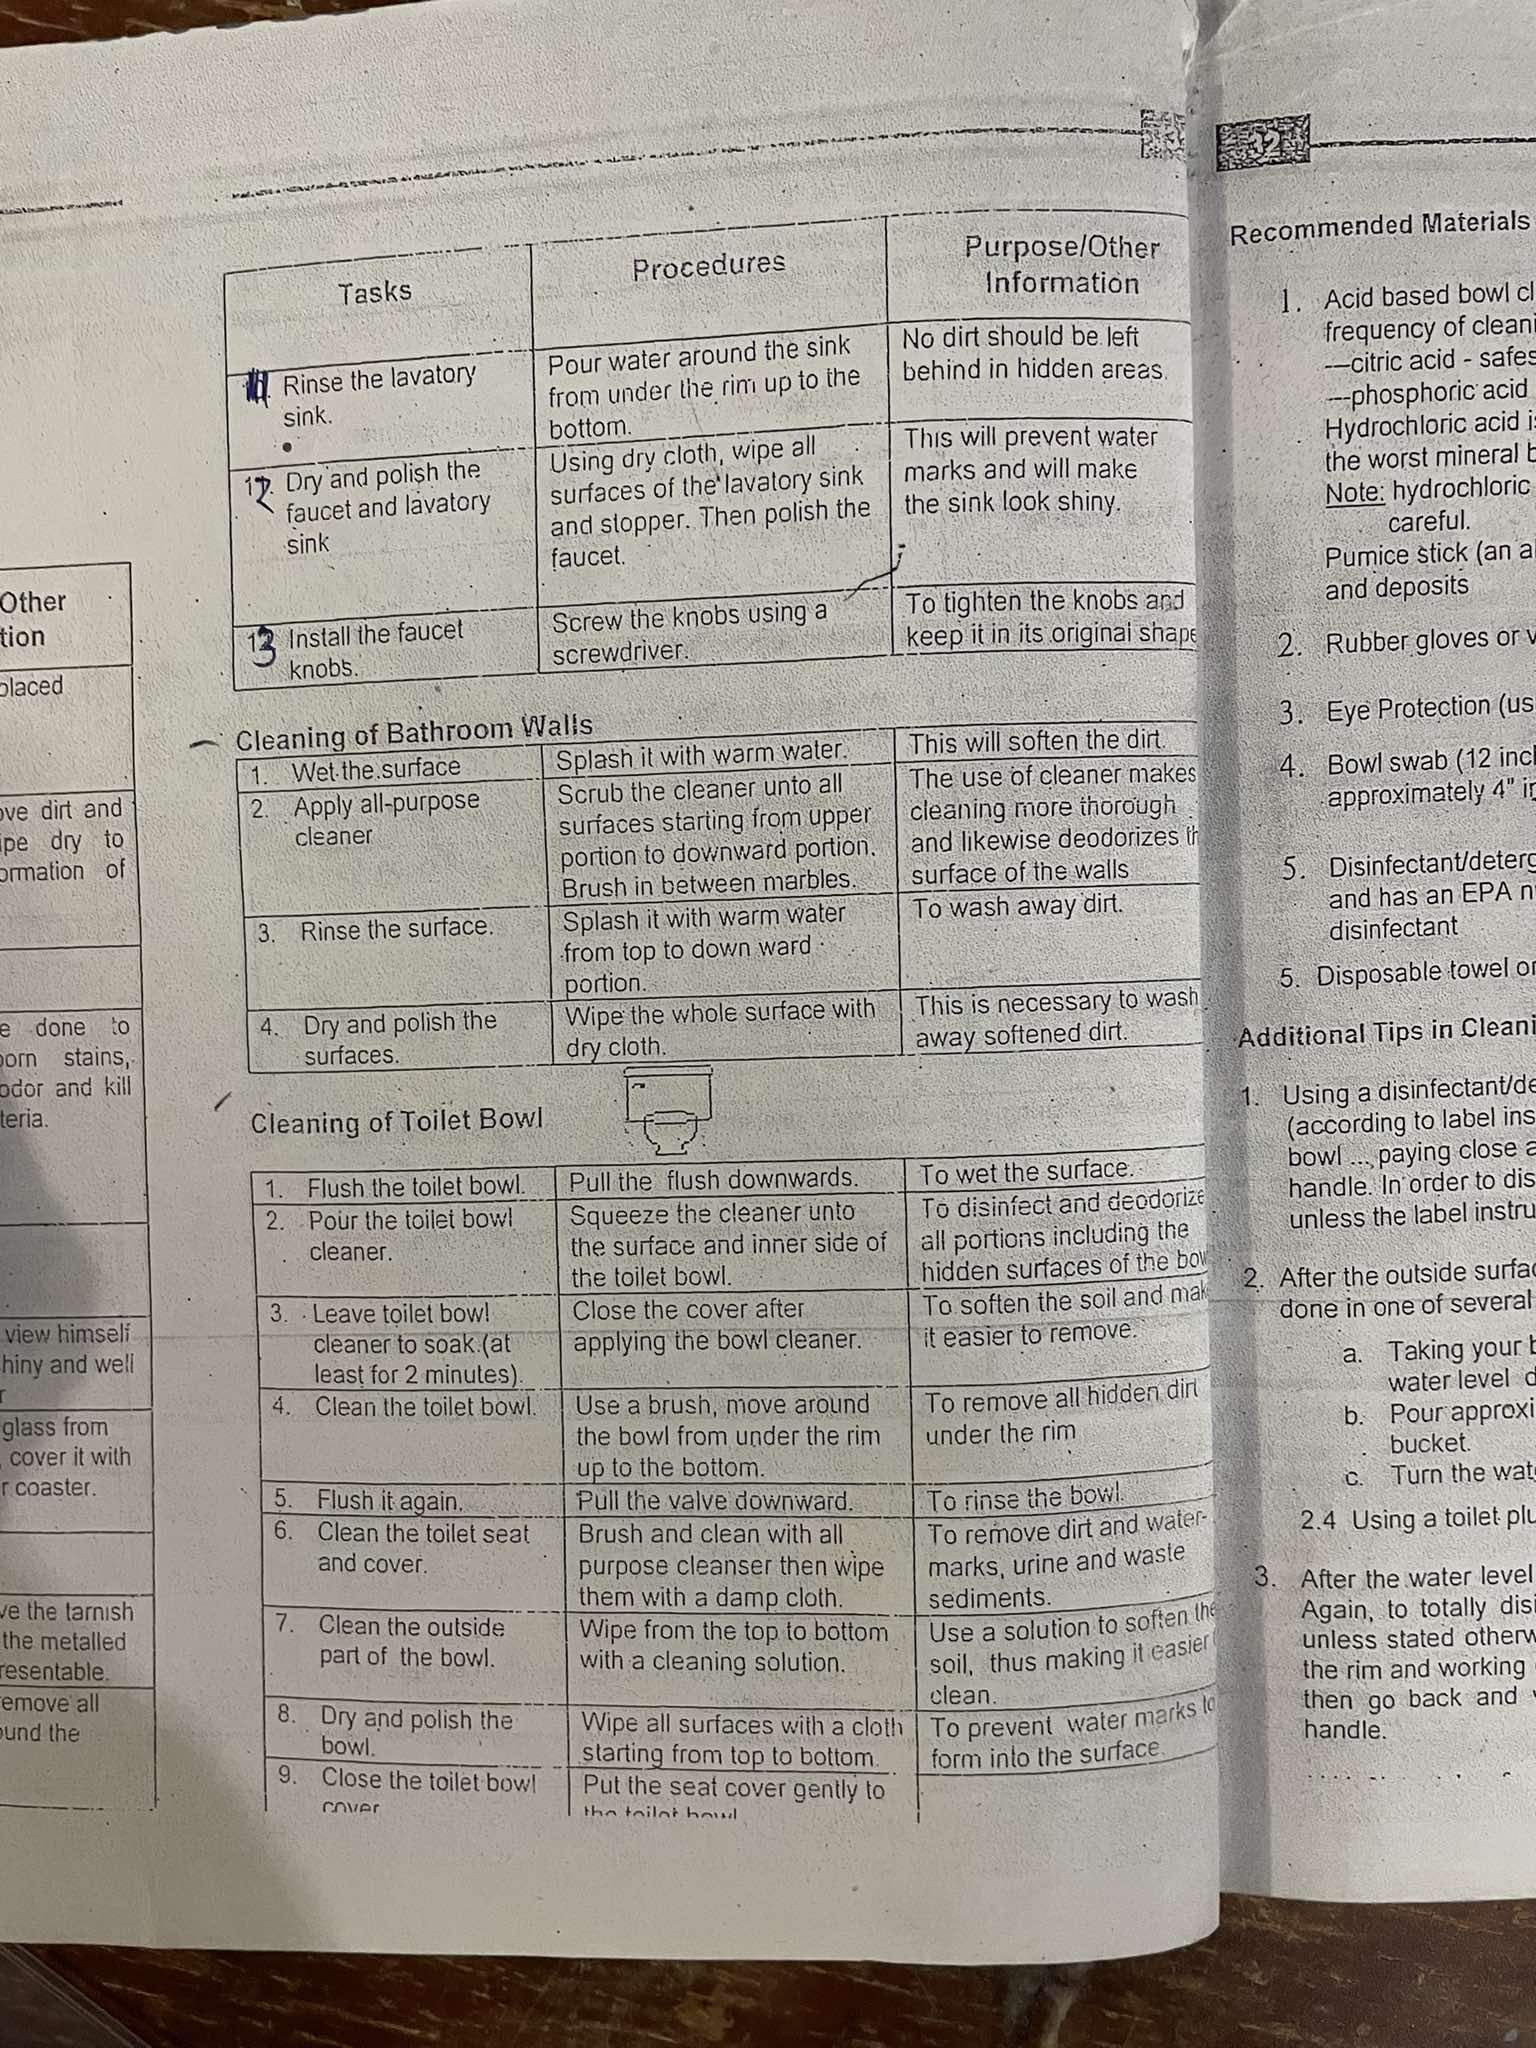 32
Tasks
Procedures
Purpose/Other
Information
11. Rinse the lavatory
sink.
Pour water around the sink
from under the rim up to the
bottom.
No dirt should be left
behind in hidden areas.
12. Dry and polish the
faucet and lavatory
sink
Using dry cloth, wipe all
surfaces of the lavatory sink
and stopper. Then polish the
faucet.
This will prevent water
marks and will make
the sink look shiny.
13 Install the faucet
knobs.
Screw the knobs using a
screwdriver.
To tighten the knobs and
keep it in its original shape
Cleaning of Bathroom Walls
1. Wet the surface
Splash it with warm water.
This will soften the dirt.
2. Apply all-purpose
cleaner
Scrub the cleaner unto all
surfaces starting from upper
portion to downward portion.
Brush in between marbles.
The use of cleaner makes
cleaning more thorough
and likewise deodorizes th
surface of the walls
3. Rinse the surface.
Splash it with warm water
from top to down ward
portion.
To wash away dirt.
4. Dry and polish the
surfaces.
Wipe the whole surface with
dry cloth.
This is necessary to wash
away softened dirt.
Cleaning of Toilet Bowl
1. Flush the toilet bowl.
Pull the flush downwards.
To wet the surface.
2. Pour the toilet bowl
cleaner.
Squeeze the cleaner unto
the surface and inner side of
the toilet bowl.
To disinfect and deodorize
all portions including the
hidden surfaces of the bow
3. Leave toilet bowl
cleaner to soak.(at
least for 2 minutes).
Close the cover after
applying the bowl cleaner.
To soften the soil and mak
it easier to remove.
4. Clean the toilet bowl.
Use a brush, move around
the bowl from under the rim
up to the bottom.
To remove all hidden dirt
under the rim
5. Flush it again.
Pull the valve downward.
To rinse the bowl.
6. Clean the toilet seat
and cover.
Brush and clean with all
purpose cleanser then wipe
them with a damp cloth.
To remove dirt and water-
marks, urine and waste
sediments.
7. Clean the outside
part of the bowl.
Wipe from the top to bottom
with a cleaning solution.
Use a solution to soften the
soil, thus making it easier
clean.
8. Dry and polish the
bowl.
Wipe all surfaces with a cloth
starting from top to bottom.
To prevent water marks to
form into the surface
9. Close the toilet bowl
cover
Put the seat cover gently to
the toilet bowl
Other
tion
placed
ove dirt and
ipe dry to
ormation of
e done to
born stains,
odor and kill
teria.
view himself
hiny and well
r
glass from
, cover it with
r coaster.
ve the tarnish
the metalled
resentable.
emove all
ound the
Recommended Materials
1. Acid based bowl cl
frequency of cleani
---citric acid - safes
---phosphoric acid
Hydrochloric acid i
the worst mineral b
Note: hydrochloric
careful.
Pumice stick (an a
and deposits
2. Rubber gloves or v
3. Eye Protection (us
4. Bowl swab (12 incl
approximately 4" i
5. Disinfectant/deterg
and has an EPA n
disinfectant
5. Disposable towel or
Additional Tips in Cleani
1. Using a disinfectant/de
(according to label ins
bowl ..., paying close a
handle. In order to dis
unless the label instru
2. After the outside surfac
done in one of several
a. Taking your b
water level d
b. Pour approxi
bucket.
c. Turn the wat
2.4 Using a toilet plu
3. After the water level
Again, to totally disi
unless stated otherw
the rim and working
then go back and
handle.